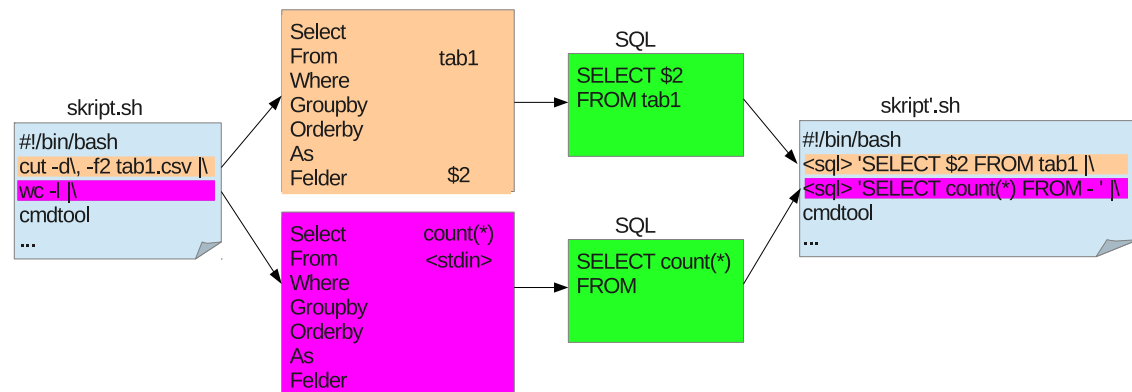 skript.sh
#!/bin/bash
cut -d\, -f2 tab1.csv |\
wc -l |\
cmdtool
...
Select
From tab1
Where
Groupby
Orderby
As
Felder $2
Select count(*)
From <stdin>
Where
Groupby
Orderby
As
Felder
SQL
SELECT $2
FROM tab1
SQL
SELECT count(*)
FROM
skript'.sh
#!/bin/bash
<sql> 'SELECT $2 FROM tab1 |\
<sql> 'SELECT count(*) FROM - ' |\
cmdtool
...